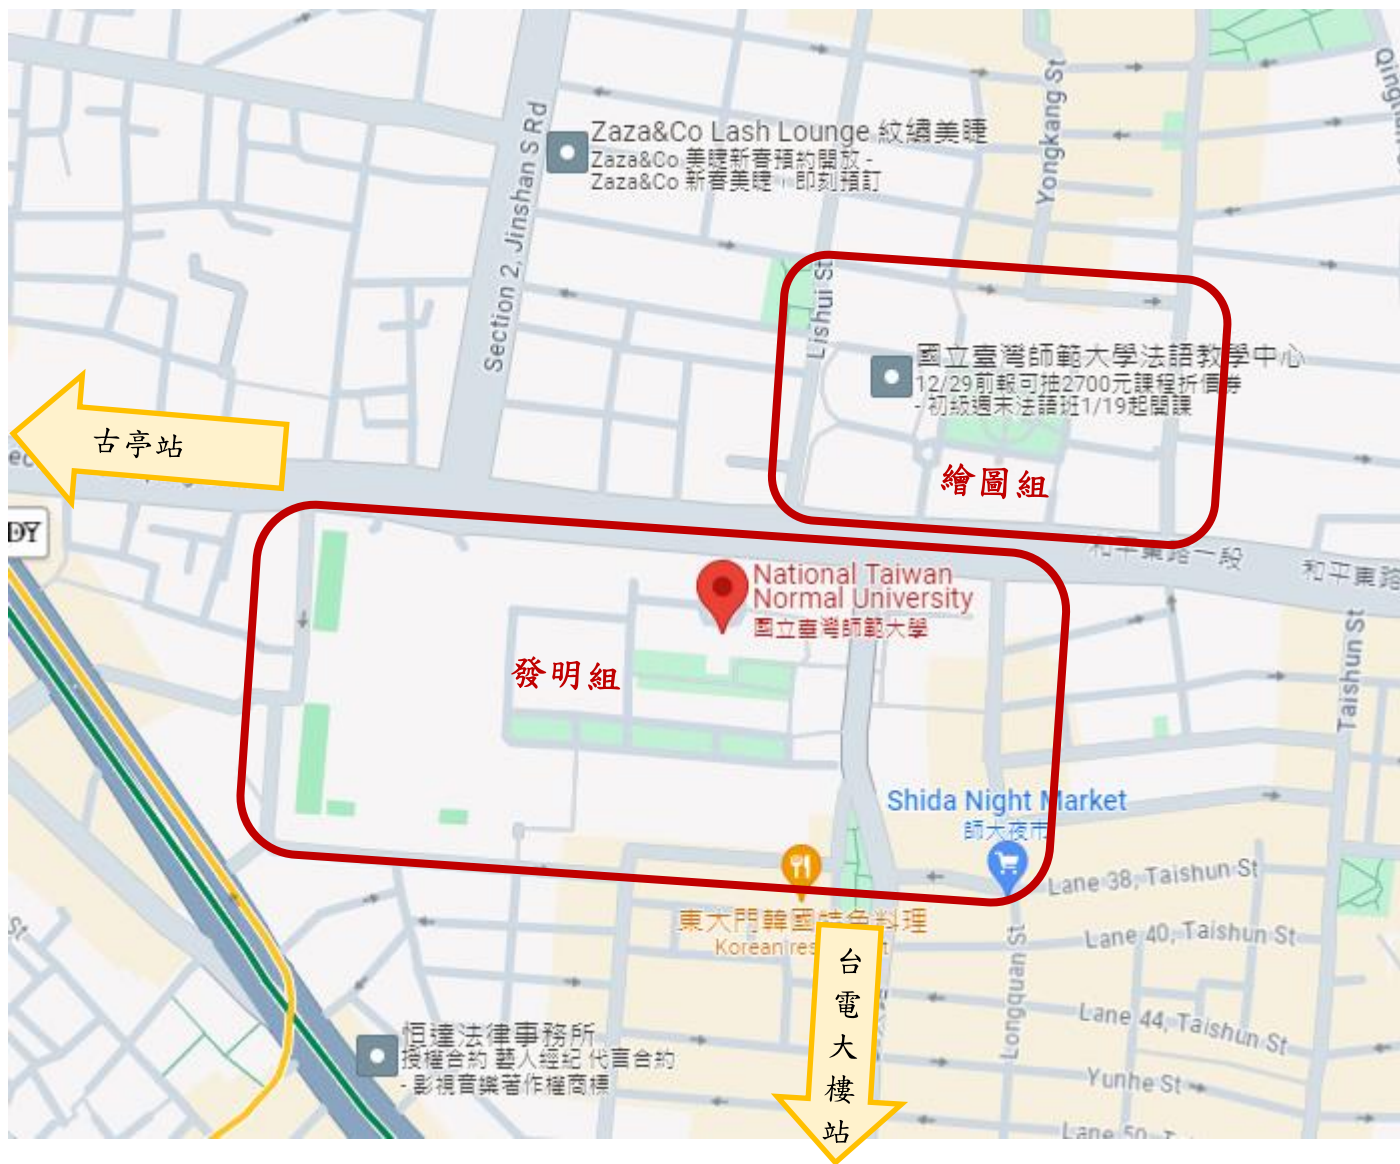 Section 2, Jinshan S Rd
Zaza&Co Lash Lounge 紋繡美睫
Zaza&Co 美睫新春預約開放 -
Zaza&Co 新春美睫，即刻預訂
Yongkang St
Lishui St
國立臺灣師範大學法語教學中心
12/29前報可抽2700元課程折價券
- 初級週末法語班1/19起開課
繪圖組
古亭站
和平東路一段
和平東路
National Taiwan
Normal University
國立臺灣師範大學
發明組
Taishun St
Shida Night Market
師大夜市
Lane 38, Taishun St
東大門韓國特色料理
Korean res
Lane 40, Taishun St
台電大樓站
Longquan St
Lane 44, Taishun St
恒達法律事務所
授權合約 藝人經紀 代言合約
- 影視音樂著作權商標
Yunhe St
Lane 50,
DY
St